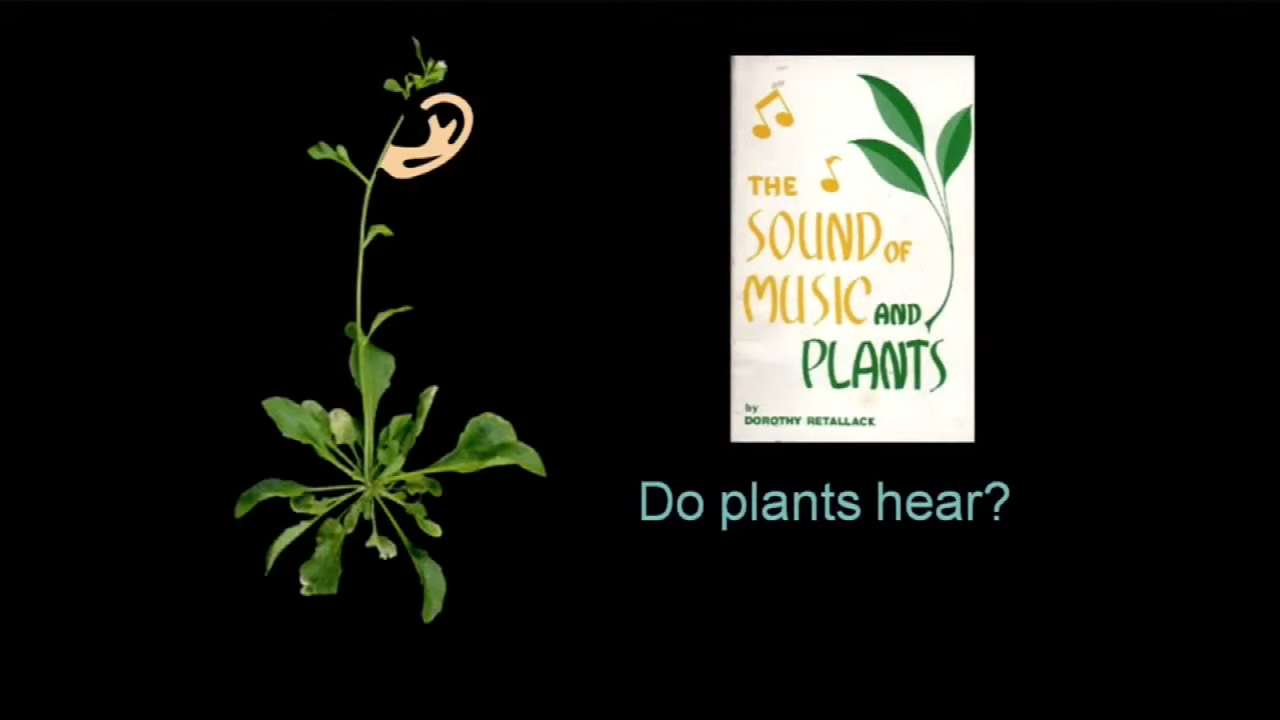 THE
SOUND OF
MUSIC AND
PLANTS
by
DOROTHY RETALLACK
Do plants hear?